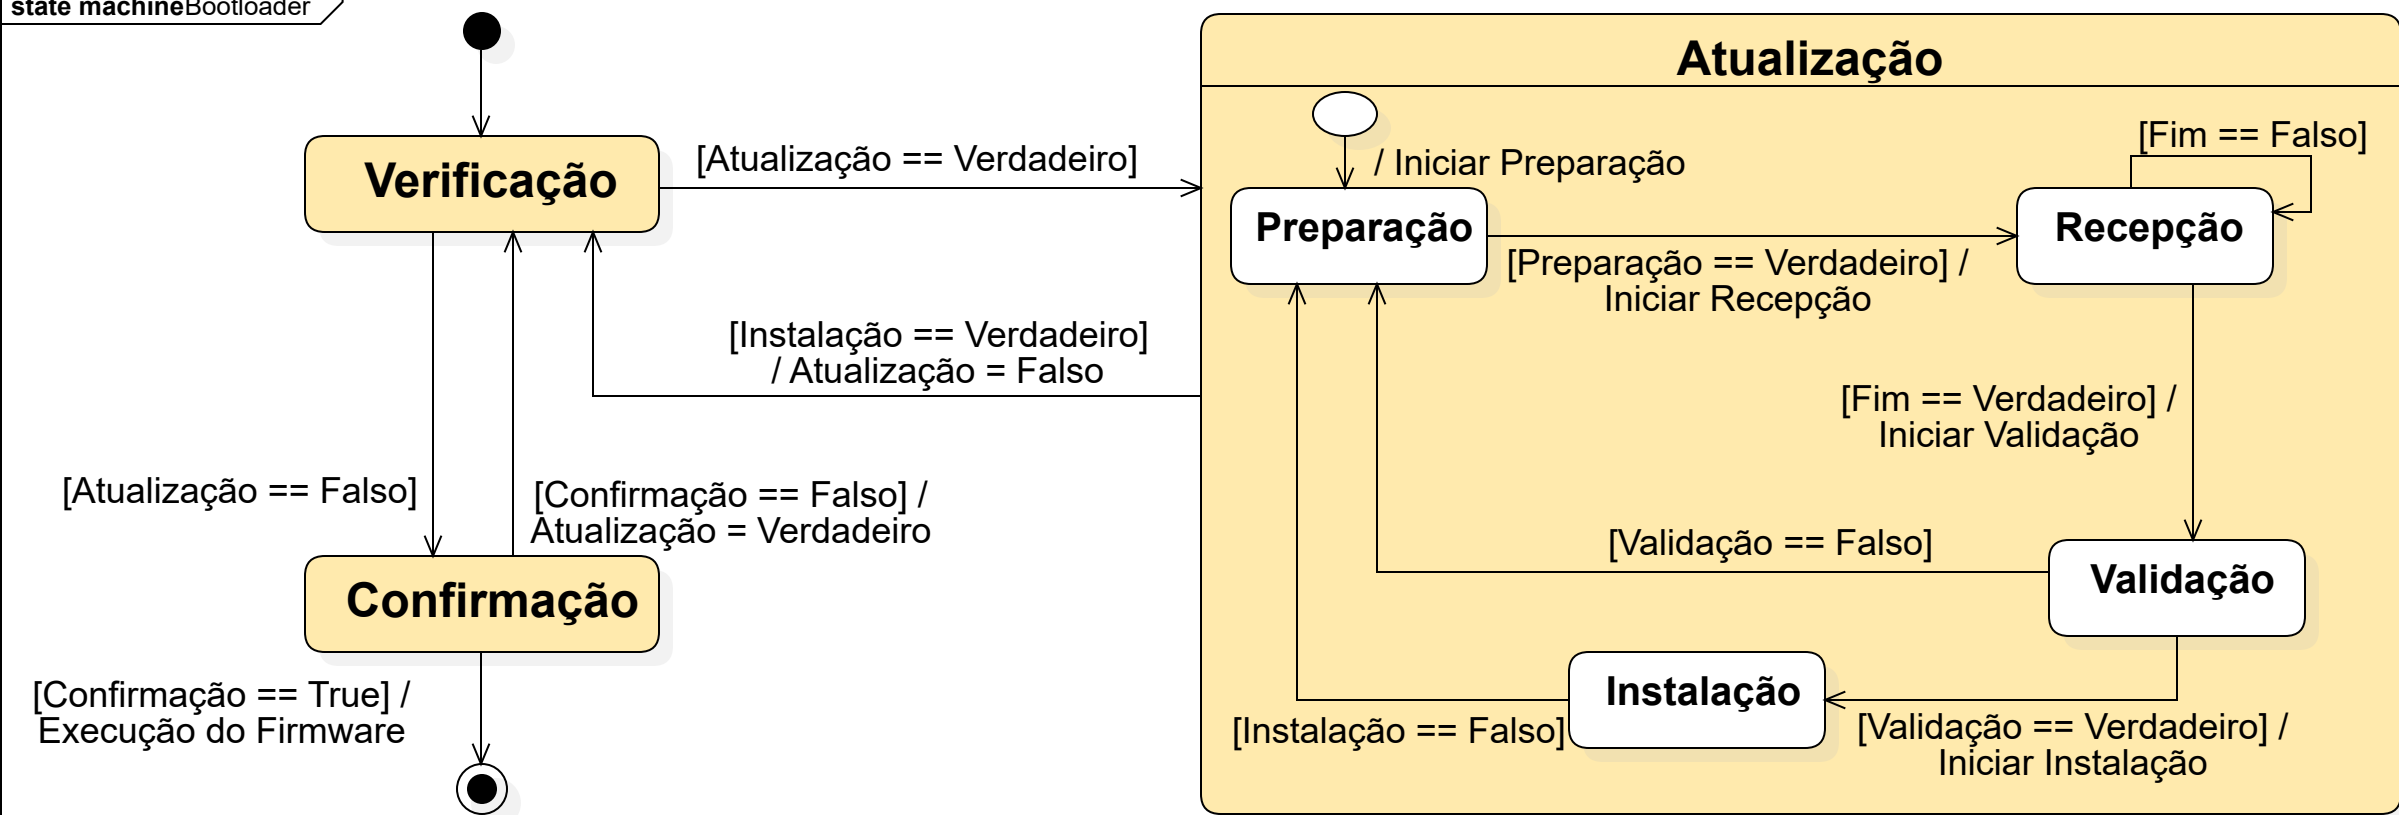 state machineBootloader
Atualização
Verificação
[Atualização == Verdadeiro]
/ Iniciar Preparação
[Fim == Falso]
Preparação
Recepção
[Preparação == Verdadeiro] /
Iniciar Recepção
[Instalação == Verdadeiro]
/ Atualização = Falso
[Fim == Verdadeiro] /
Iniciar Validação
[Atualização == Falso]
[Confirmação == Falso] /
Atualização = Verdadeiro
[Validação == Falso]
Validação
Confirmação
Instalação
[Confirmação == True] /
Execução do Firmware
[Instalação == Falso]
[Validação == Verdadeiro] /
Iniciar Instalação